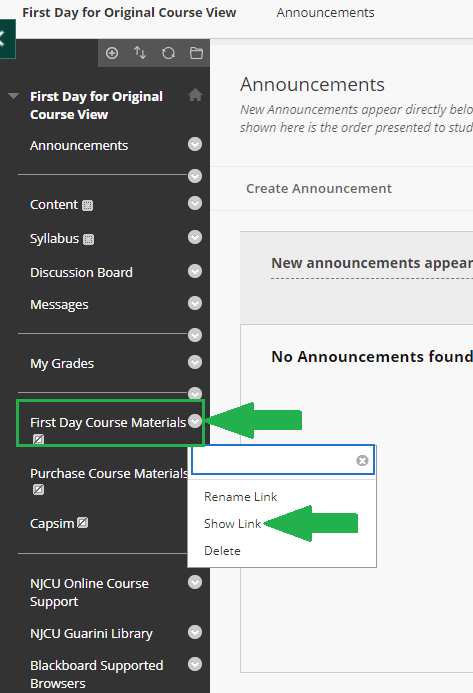 First Day for Original Course View
Announcements
First Day for Original
Course View
Announcements
Content
Syllabus
Discussion Board
Messages
My Grades
First Day Course Materials
Purchase Course Materials
Capsim
NJCU Online Course
Support
NJCU Guarini Library
Blackboard Supported
Browsers
Rename Link
Show Link
Delete
Announcements
New Announcements appear directly belo
shown here is the order presented to stud
Create Announcement
New announcements appear
No Announcements found